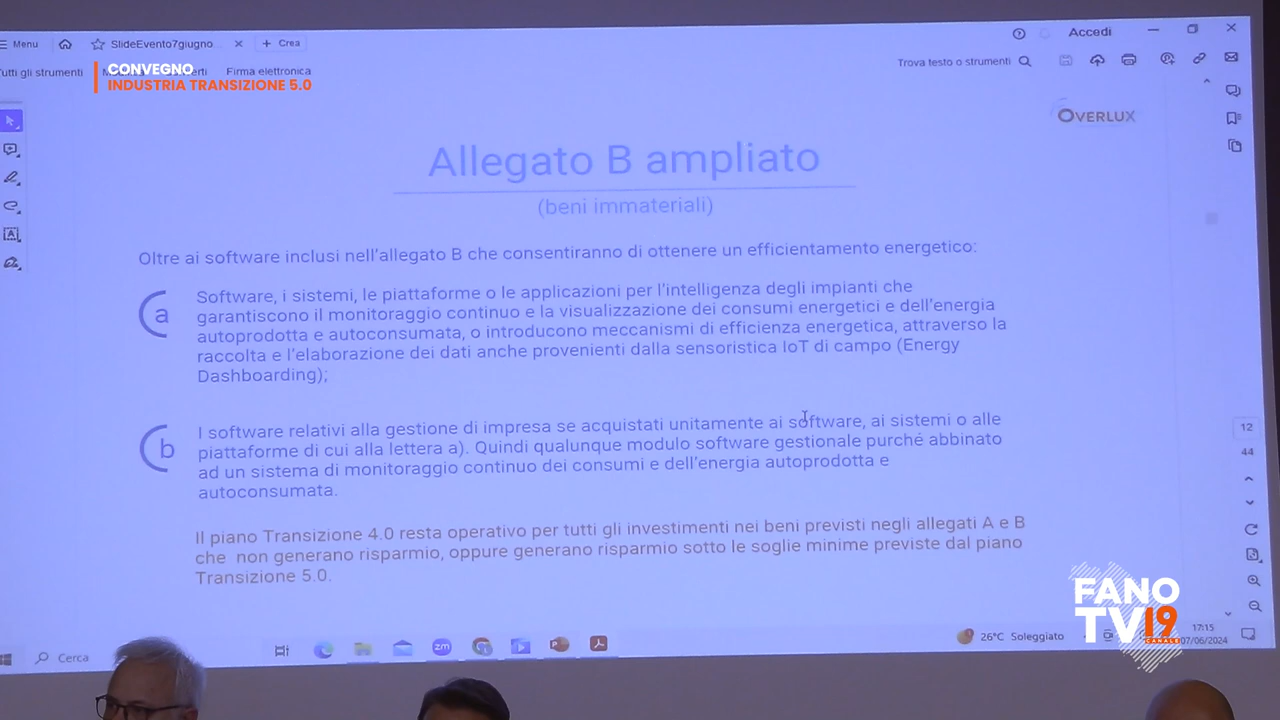 Menu
SlideEvento7giugno
Crea
Accedi
utti gli strumenti
erti
Firma elettronica
Trova testo o strumenti
CONVEGNO
INDUSTRIA TRANSIZIONE 5.0
OVERLUX
Allegato B ampliato
(beni immateriali)
Oltre ai software inclusi nell'allegato B che consentiranno di ottenere un efficientamento energetico:
a
Software, i sistemi, le piattaforme o le applicazioni per l'intelligenza degli impianti che
garantiscono il monitoraggio continuo e la visualizzazione dei consumi energetici e dell'energia
autoprodotta e autoconsumata, o introducono meccanismi di efficienza energetica, attraverso la
raccolta e l'elaborazione dei dati anche provenienti dalla sensoristica IoT di campo (Energy
Dashboarding);
b
I software relativi alla gestione di impresa se acquistati unitamente ai software, ai sistemi o alle
piattaforme di cui alla lettera a). Quindi qualunque modulo software gestionale purché abbinato
ad un sistema di monitoraggio continuo dei consumi e dell'energia autoprodotta e
autoconsumata.
12
44
Il piano Transizione 4.0 resta operativo per tutti gli investimenti nei beni previsti negli allegati A e B
che non generano risparmio, oppure generano risparmio sotto le soglie minime previste dal piano
Transizione 5.0.
FANO
TV19
CANALE
Cerca
zm
26°C Soleggiato
17:15
07/06/2024